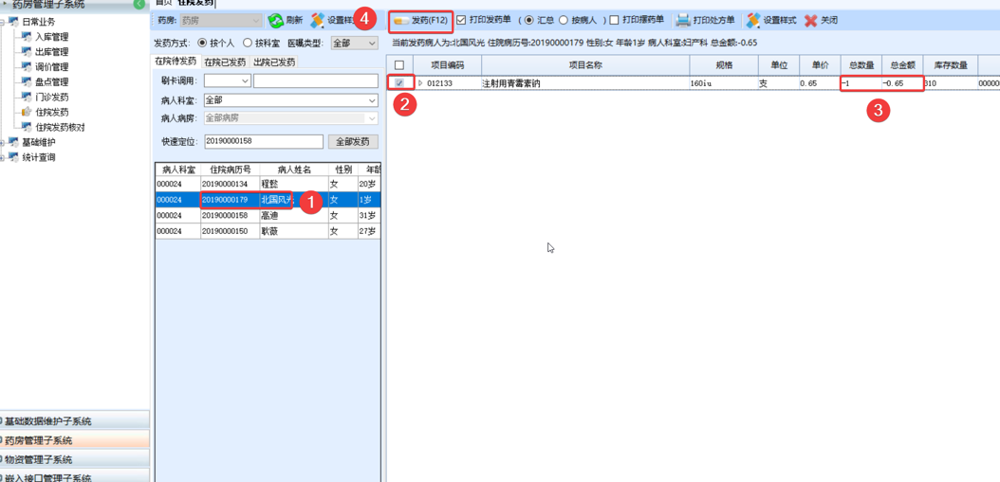 药房管理子系统
首页 住院发药
日常业务
入库管理
出库管理
调价管理
盘点管理
门诊发药
住院发药
住院发药核对
基础维护
统计查询
基础数据维护子系统
药房管理子系统
物资管理子系统
嵌入接口管理子系统
药房: 药房 刷新 设置样 4 发药(F12) 打印发药单 ( 汇总 按病人 ) 打印摆药单 打印处方单 设置样式 关闭
发药方式: 按个人 按科室 医嘱类型: 全部
当前发药病人为:北国风光 住院病历号:20190000179 性别:女 年龄1岁 病人科室:妇产科 总金额:-0.65
在院待发药 在院已发药 出院已发药
刷卡调用:
病人科室: 全部
病人病房: 全部病房
快速定位: 20190000158 全部发药
病人科室 住院病历号 病人姓名 性别 年龄
000024 20190000134 程懿 女 20岁
000024 20190000179 北国风光 女 1岁
1
000024 20190000158 高迪 女 31岁
000024 20190000150 耿薇 女 27岁
项目编码 项目名称 规格 单位 单价 总数量 总金额 库存数量
012133 注射用青霉素钠 160iu 支 0.65 -1 -0.65 310
2
3